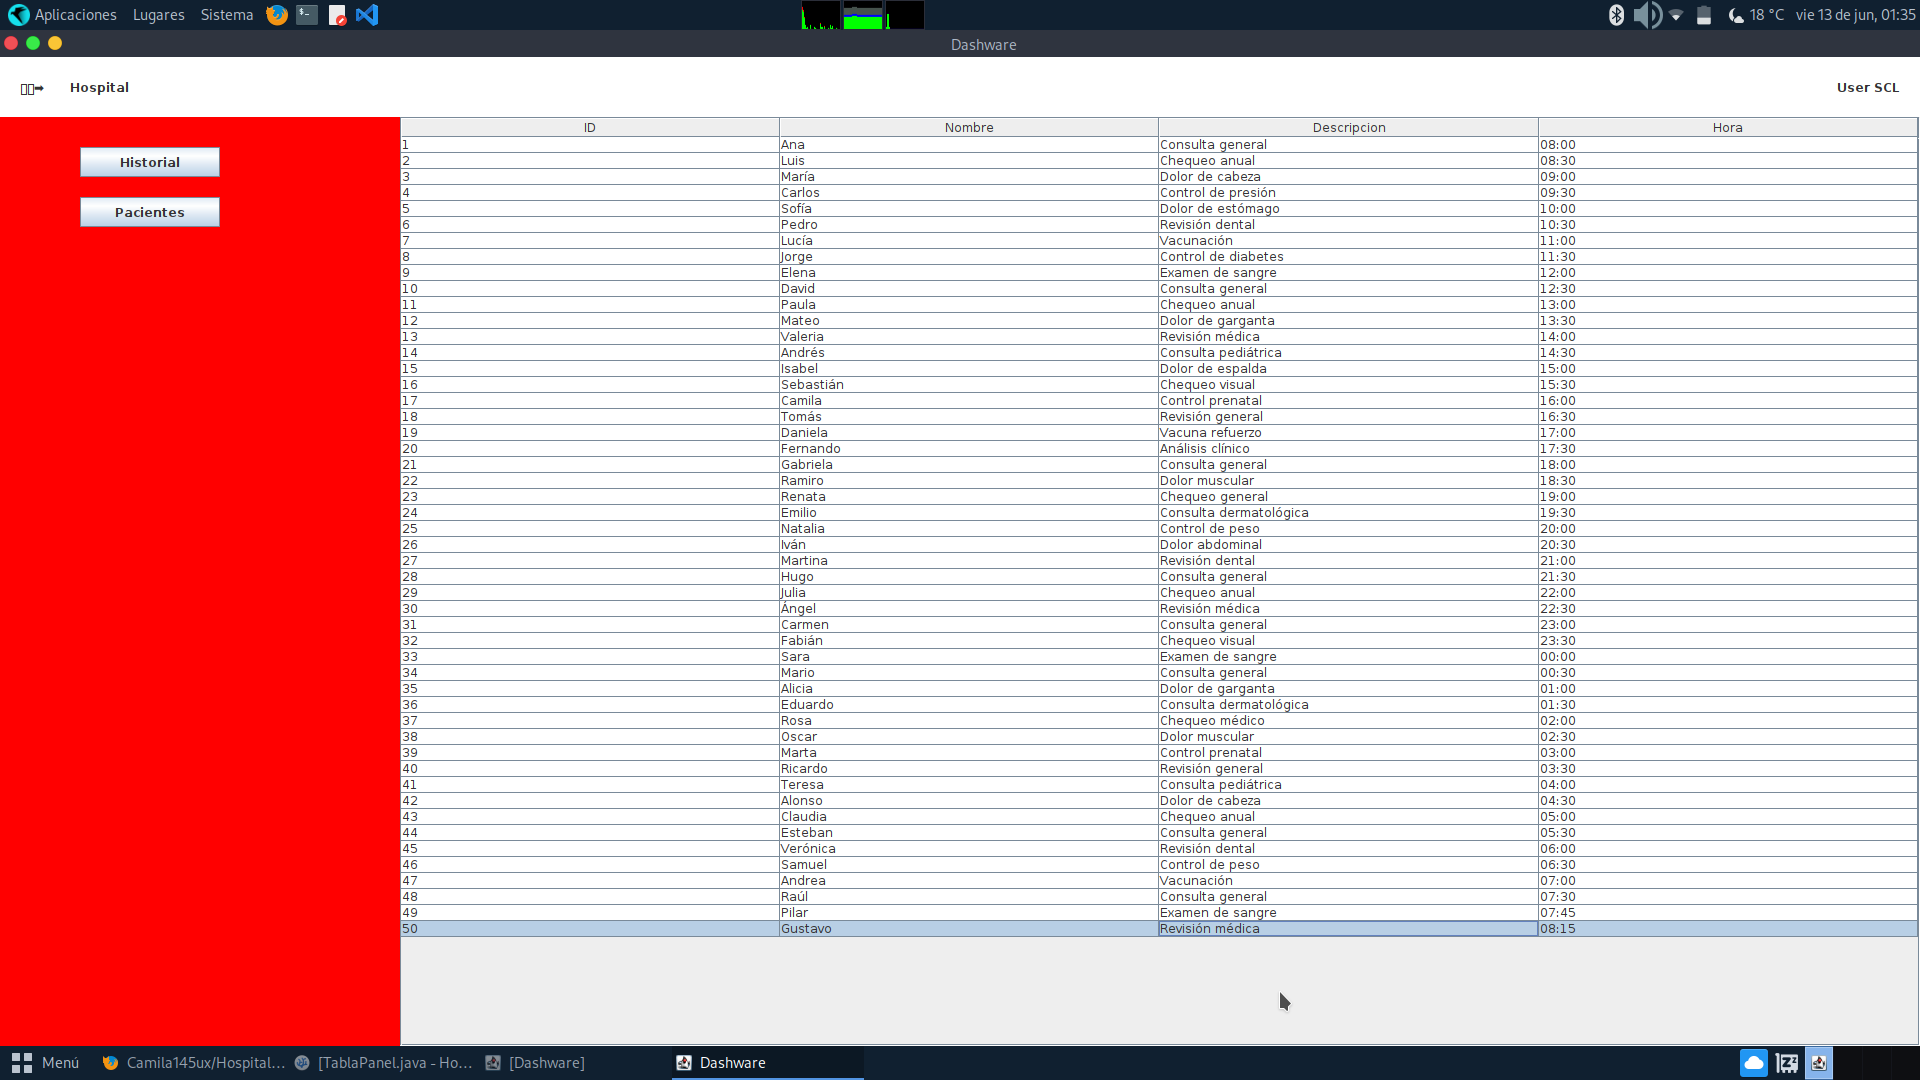 Aplicaciones Lugares Sistema 18 °C vie 13 de jun, 01:35
Dashware
Hospital User SCL
Historial
Pacientes
ID Nombre Descripcion Hora
1 Ana Consulta general 08:00
2 Luis Chequeo anual 08:30
3 María Dolor de cabeza 09:00
4 Carlos Control de presión 09:30
5 Sofía Dolor de estómago 10:00
6 Pedro Revisión dental 10:30
7 Lucía Vacunación 11:00
8 Jorge Control de diabetes 11:30
9 Elena Examen de sangre 12:00
10 David Consulta general 12:30
11 Paula Chequeo anual 13:00
12 Mateo Dolor de garganta 13:30
13 Valeria Revisión médica 14:00
14 Andrés Consulta pediátrica 14:30
15 Isabel Dolor de espalda 15:00
16 Sebastián Chequeo visual 15:30
17 Camila Control prenatal 16:00
18 Tomás Revisión general 16:30
19 Daniela Vacuna refuerzo 17:00
20 Fernando Análisis clínico 17:30
21 Gabriela Consulta general 18:00
22 Ramiro Dolor muscular 18:30
23 Renata Chequeo general 19:00
24 Emilio Consulta dermatológica 19:30
25 Natalia Control de peso 20:00
26 Iván Dolor abdominal 20:30
27 Martina Revisión dental 21:00
28 Hugo Consulta general 21:30
29 Julia Chequeo anual 22:00
30 Ángel Revisión médica 22:30
31 Carmen Consulta general 23:00
32 Fabián Chequeo visual 23:30
33 Sara Examen de sangre 00:00
34 Mario Consulta general 00:30
35 Alicia Dolor de garganta 01:00
36 Eduardo Consulta dermatológica 01:30
37 Rosa Chequeo médico 02:00
38 Oscar Dolor muscular 02:30
39 Marta Control prenatal 03:00
40 Ricardo Revisión general 03:30
41 Teresa Consulta pediátrica 04:00
42 Alonso Dolor de cabeza 04:30
43 Claudia Chequeo anual 05:00
44 Esteban Consulta general 05:30
45 Verónica Revisión dental 06:00
46 Samuel Control de peso 06:30
47 Andrea Vacunación 07:00
48 Raúl Consulta general 07:30
49 Pilar Examen de sangre 07:45
50 Gustavo Revisión médica 08:15
Menú Camila145ux/Hospital... [TablaPanel.java - Ho... [Dashware] Dashware